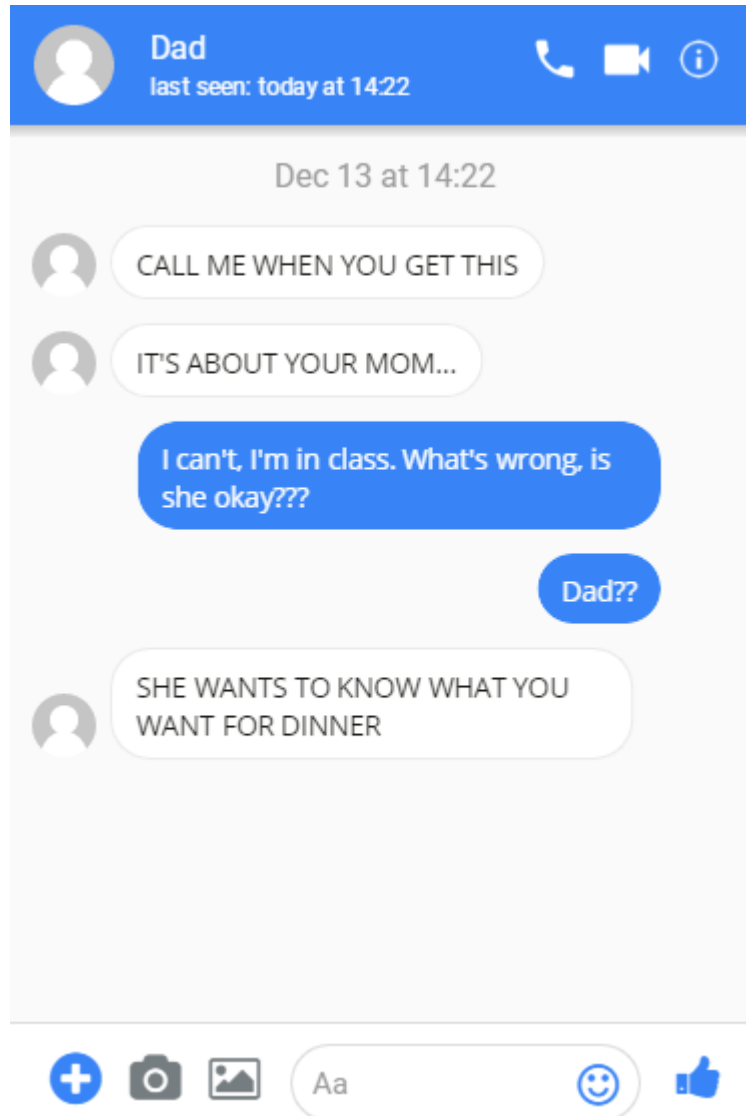 Dad
last seen: today at 14:22
Dec 13 at 14:22
CALL ME WHEN YOU GET THIS
IT'S ABOUT YOUR MOM...
I can't, I'm in class. What's wrong, is
she okay???
Dad??
SHE WANTS TO KNOW WHAT YOU
WANT FOR DINNER
Aa